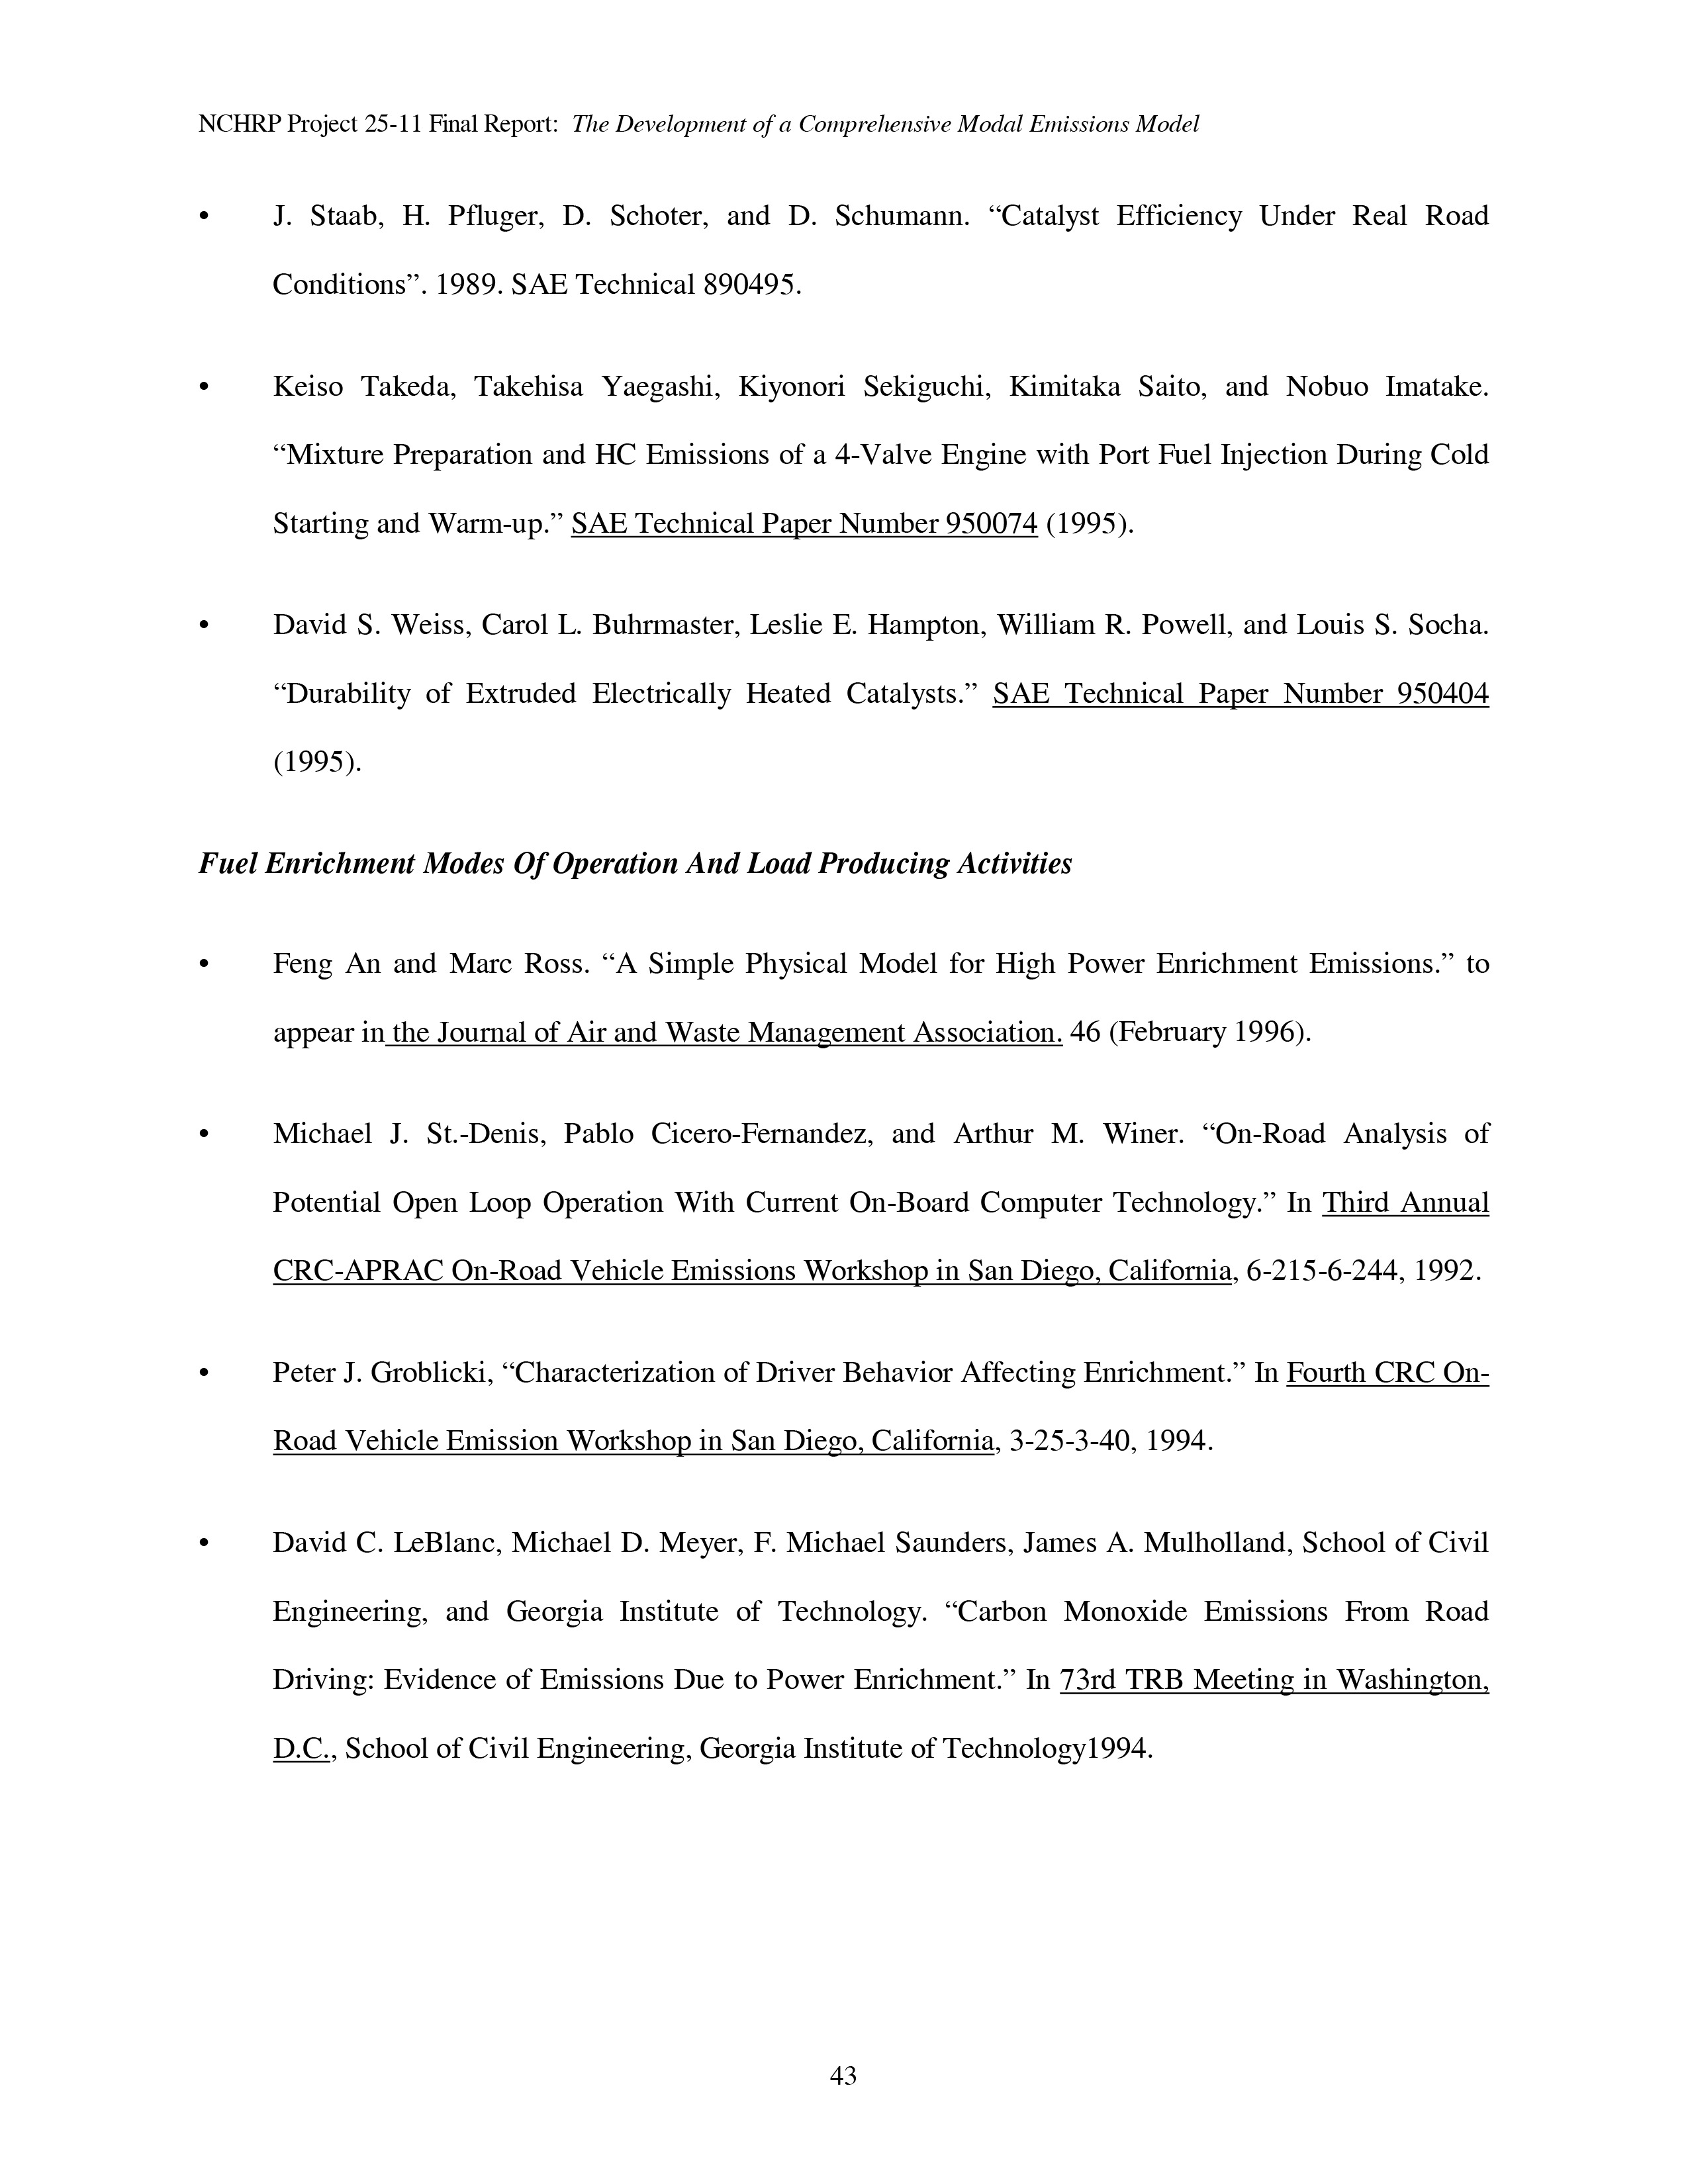 NCHRP Project 25-11 Final Report: The Development of a Comprehensive Modal Emissions Model
• J. Staab, H. Pfluger, D. Schoter, and D. Schumann. “Catalyst Efficiency Under Real Road
Conditions”. 1989. SAE Technical 890495.
• Keiso Takeda, Takehisa Yaegashi, Kiyonori Sekiguchi, Kimitaka Saito, and Nobuo Imatake.
“Mixture Preparation and HC Emissions of a 4-Valve Engine with Port Fuel Injection During Cold
Starting and Warm-up.” SAE Technical Paper Number 950074 (1995).
• David S. Weiss, Carol L. Buhrmaster, Leslie E. Hampton, William R. Powell, and Louis S. Socha.
“Durability of Extruded Electrically Heated Catalysts.” SAE Technical Paper Number 950404
(1995).
Fuel Enrichment Modes Of Operation And Load Producing Activities
• Feng An and Marc Ross. “A Simple Physical Model for High Power Enrichment Emissions.” to
appear in the Journal of Air and Waste Management Association. 46 (February 1996).
• Michael J. St.-Denis, Pablo Cicero-Fernandez, and Arthur M. Winer. “On-Road Analysis of
Potential Open Loop Operation With Current On-Board Computer Technology.” In Third Annual
CRC-APRAC On-Road Vehicle Emissions Workshop in San Diego, California, 6-215-6-244, 1992.
• Peter J. Groblicki, “Characterization of Driver Behavior Affecting Enrichment.” In Fourth CRC On-
Road Vehicle Emission Workshop in San Diego, California, 3-25-3-40, 1994.
• David C. LeBlanc, Michael D. Meyer, F. Michael Saunders, James A. Mulholland, School of Civil
Engineering, and Georgia Institute of Technology. “Carbon Monoxide Emissions From Road
Driving: Evidence of Emissions Due to Power Enrichment.” In 73rd TRB Meeting in Washington,
D.C., School of Civil Engineering, Georgia Institute of Technology1994.
43